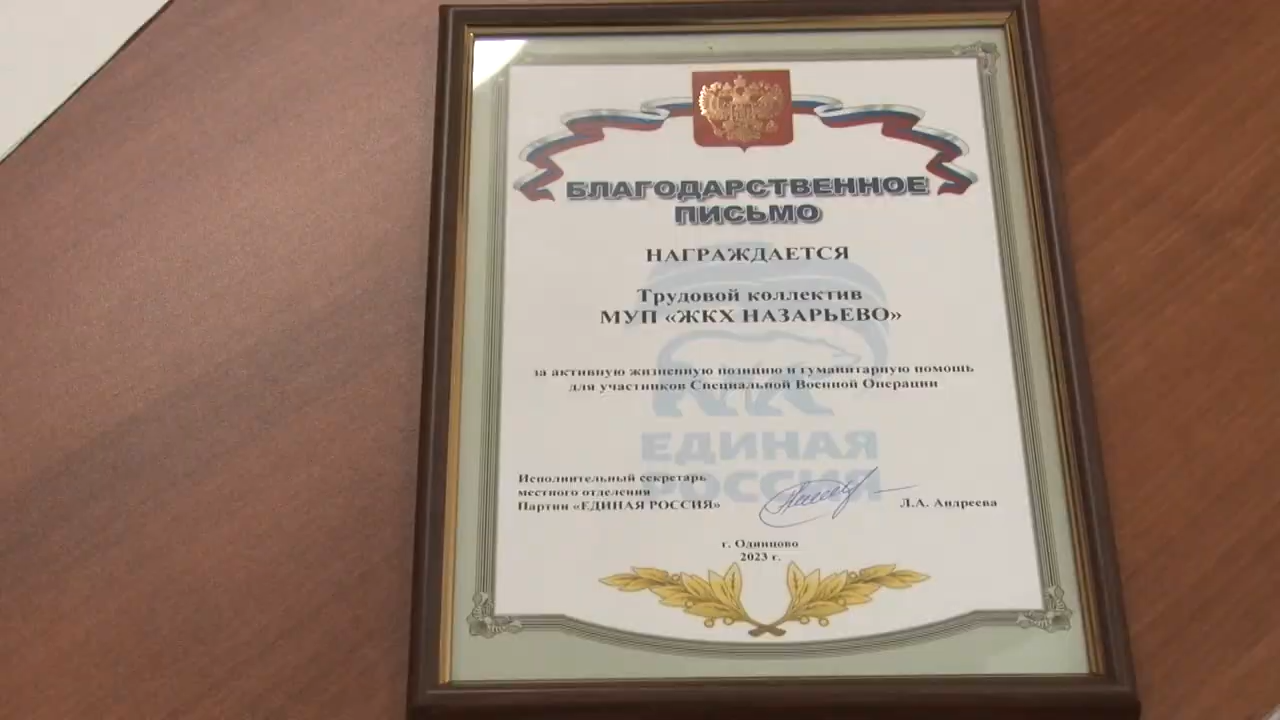 БЛАГОДАРСТВЕННОЕ
ПИСЬМО
НАГРАЖДАЕТСЯ
Трудовой коллектив
МУП «ЖКХ НАЗАРЬЕВО»
за активную жизненную позицию и гуманитарную помощь
для участников Специальной Военной Операции
ЕДИНАЯ
РОССИЯ
Исполнительный секретарь
местного отделения
Партии «ЕДИНАЯ РОССИЯ»
Л.А. Андреева
г. Одинцово
2023 г.